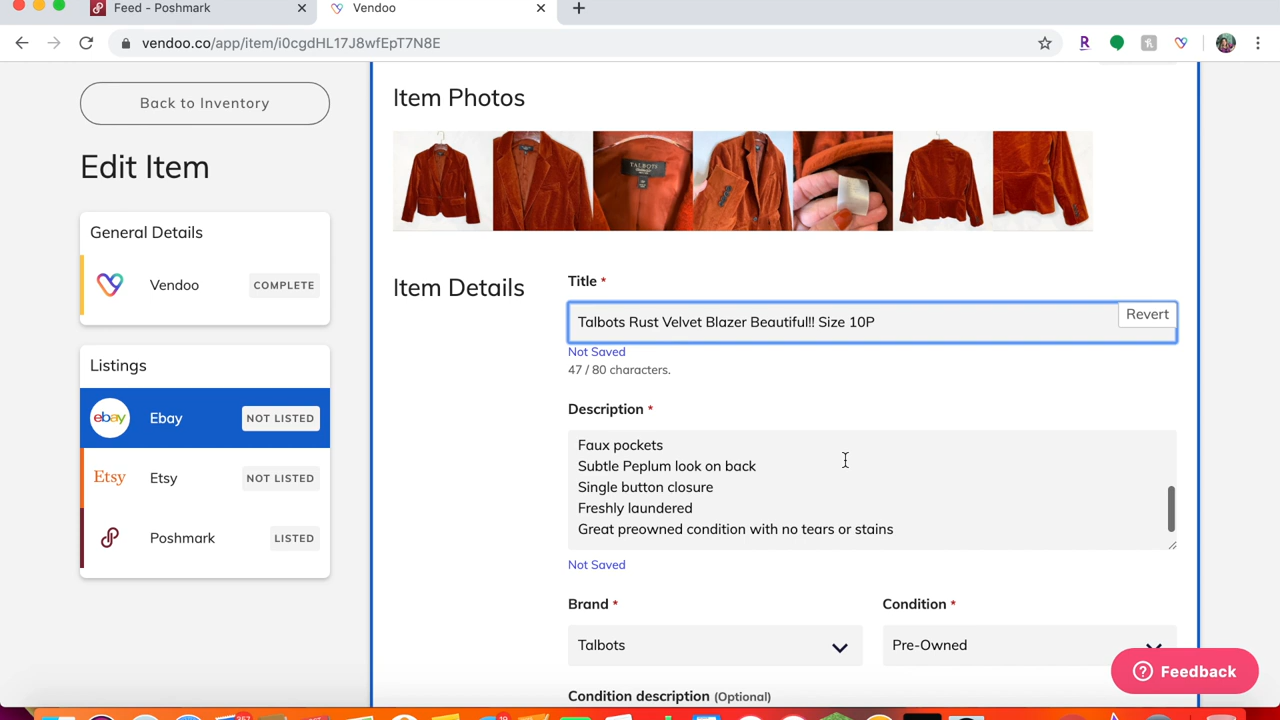 Feed - Poshmark
Vendoo
vendoo.co/app/item/i0cgdHL17J8wfEpT7N8E
R
h
Back to Inventory
Edit Item
General Details
Vendoo
COMPLETE
Listings
ebay
Ebay
NOT LISTED
Etsy
Etsy
NOT LISTED
Poshmark
LISTED
Item Photos
TALBOTS
Item Details
Title *
Talbots Rust Velvet Blazer Beautiful!! Size 10P
Revert
Not Saved
47 / 80 characters.
Description *
Faux pockets
Subtle Peplum look on back
Single button closure
Freshly laundered
Great preowned condition with no tears or stains
Not Saved
Brand *
Condition *
Talbots
Pre-Owned
Condition description (Optional)
? Feedback
357
19